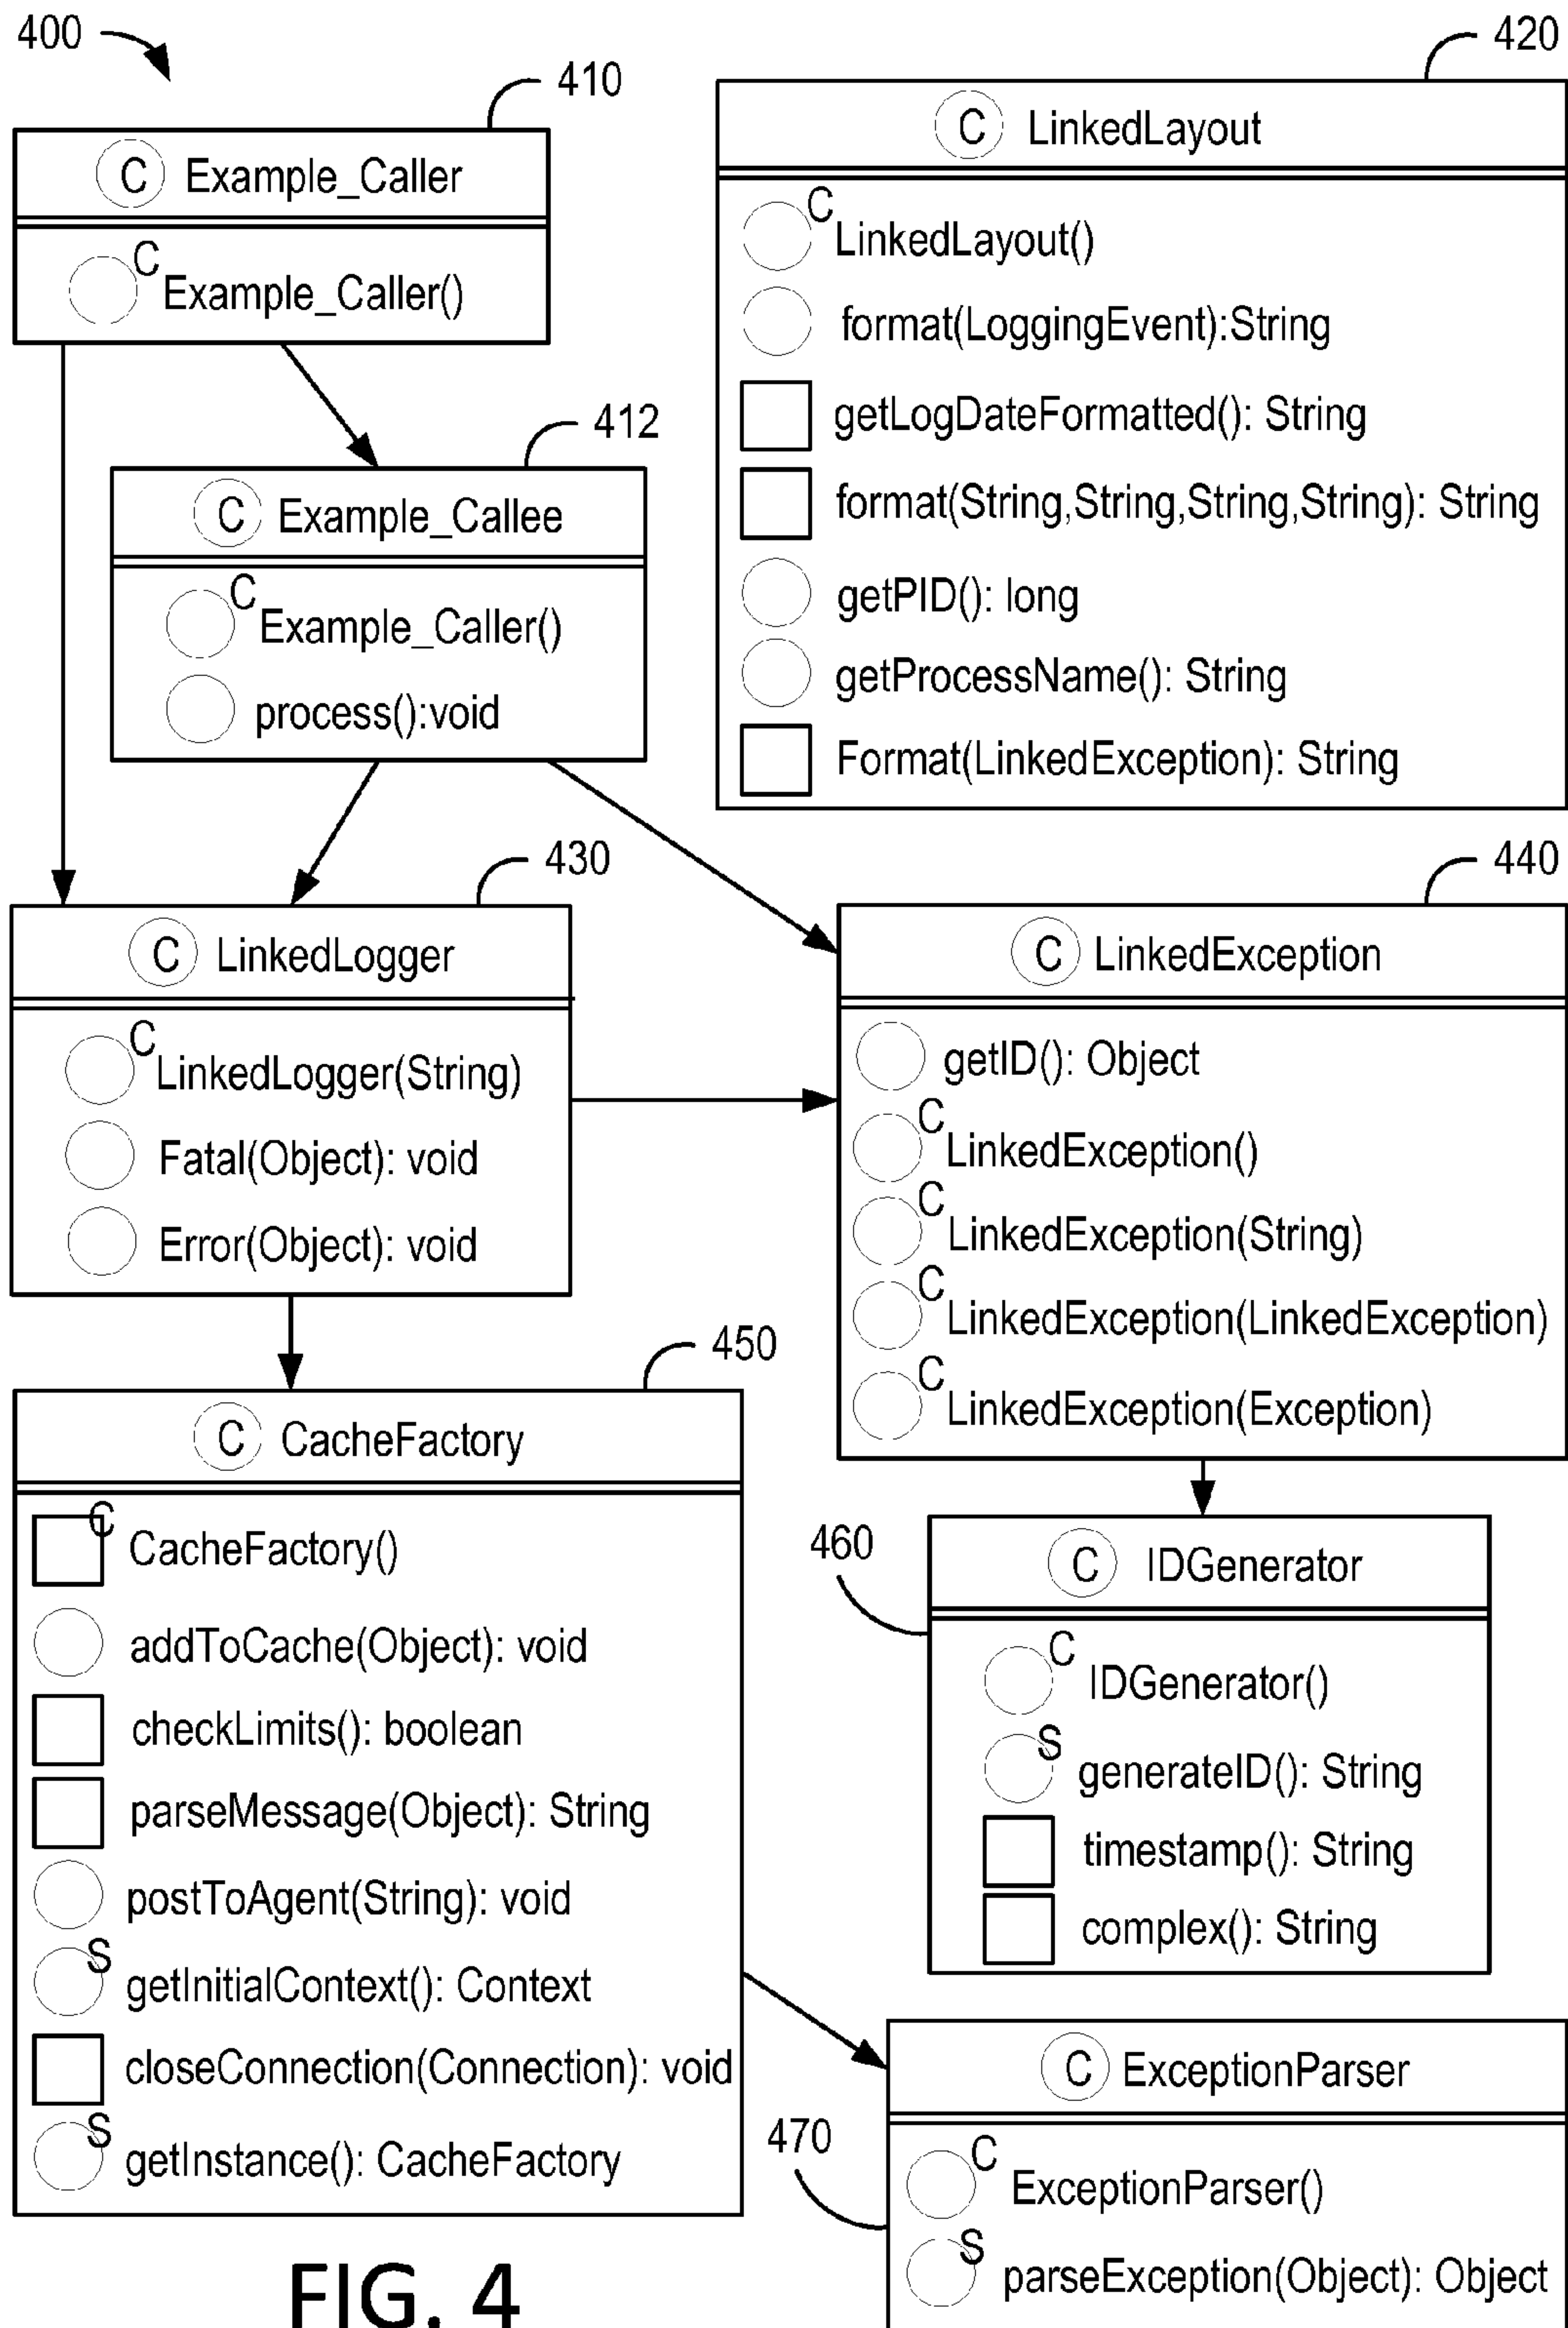 400
410
C Example_Caller
C
Example_Caller()
420
C LinkedLayout
C
LinkedLayout()
format(LoggingEvent):String
getLogDateFormatted(): String
format(String,String,String,String): String
getPID(): long
getProcessName(): String
Format(LinkedException): String
412
C Example_Callee
C
Example_Caller()
process():void
430
C LinkedLogger
C
LinkedLogger(String)
Fatal(Object): void
Error(Object): void
440
C LinkedException
getID(): Object
C
LinkedException()
C
LinkedException(String)
C
LinkedException(LinkedException)
C
LinkedException(Exception)
450
C CacheFactory
C
CacheFactory()
addToCache(Object): void
checkLimits(): boolean
parseMessage(Object): String
postToAgent(String): void
S
getInitialContext(): Context
closeConnection(Connection): void
S
getInstance(): CacheFactory
460
C IDGenerator
C
IDGenerator()
S
generateID(): String
timestamp(): String
complex(): String
470
C ExceptionParser
C
ExceptionParser()
S
parseException(Object): Object
FIG. 4